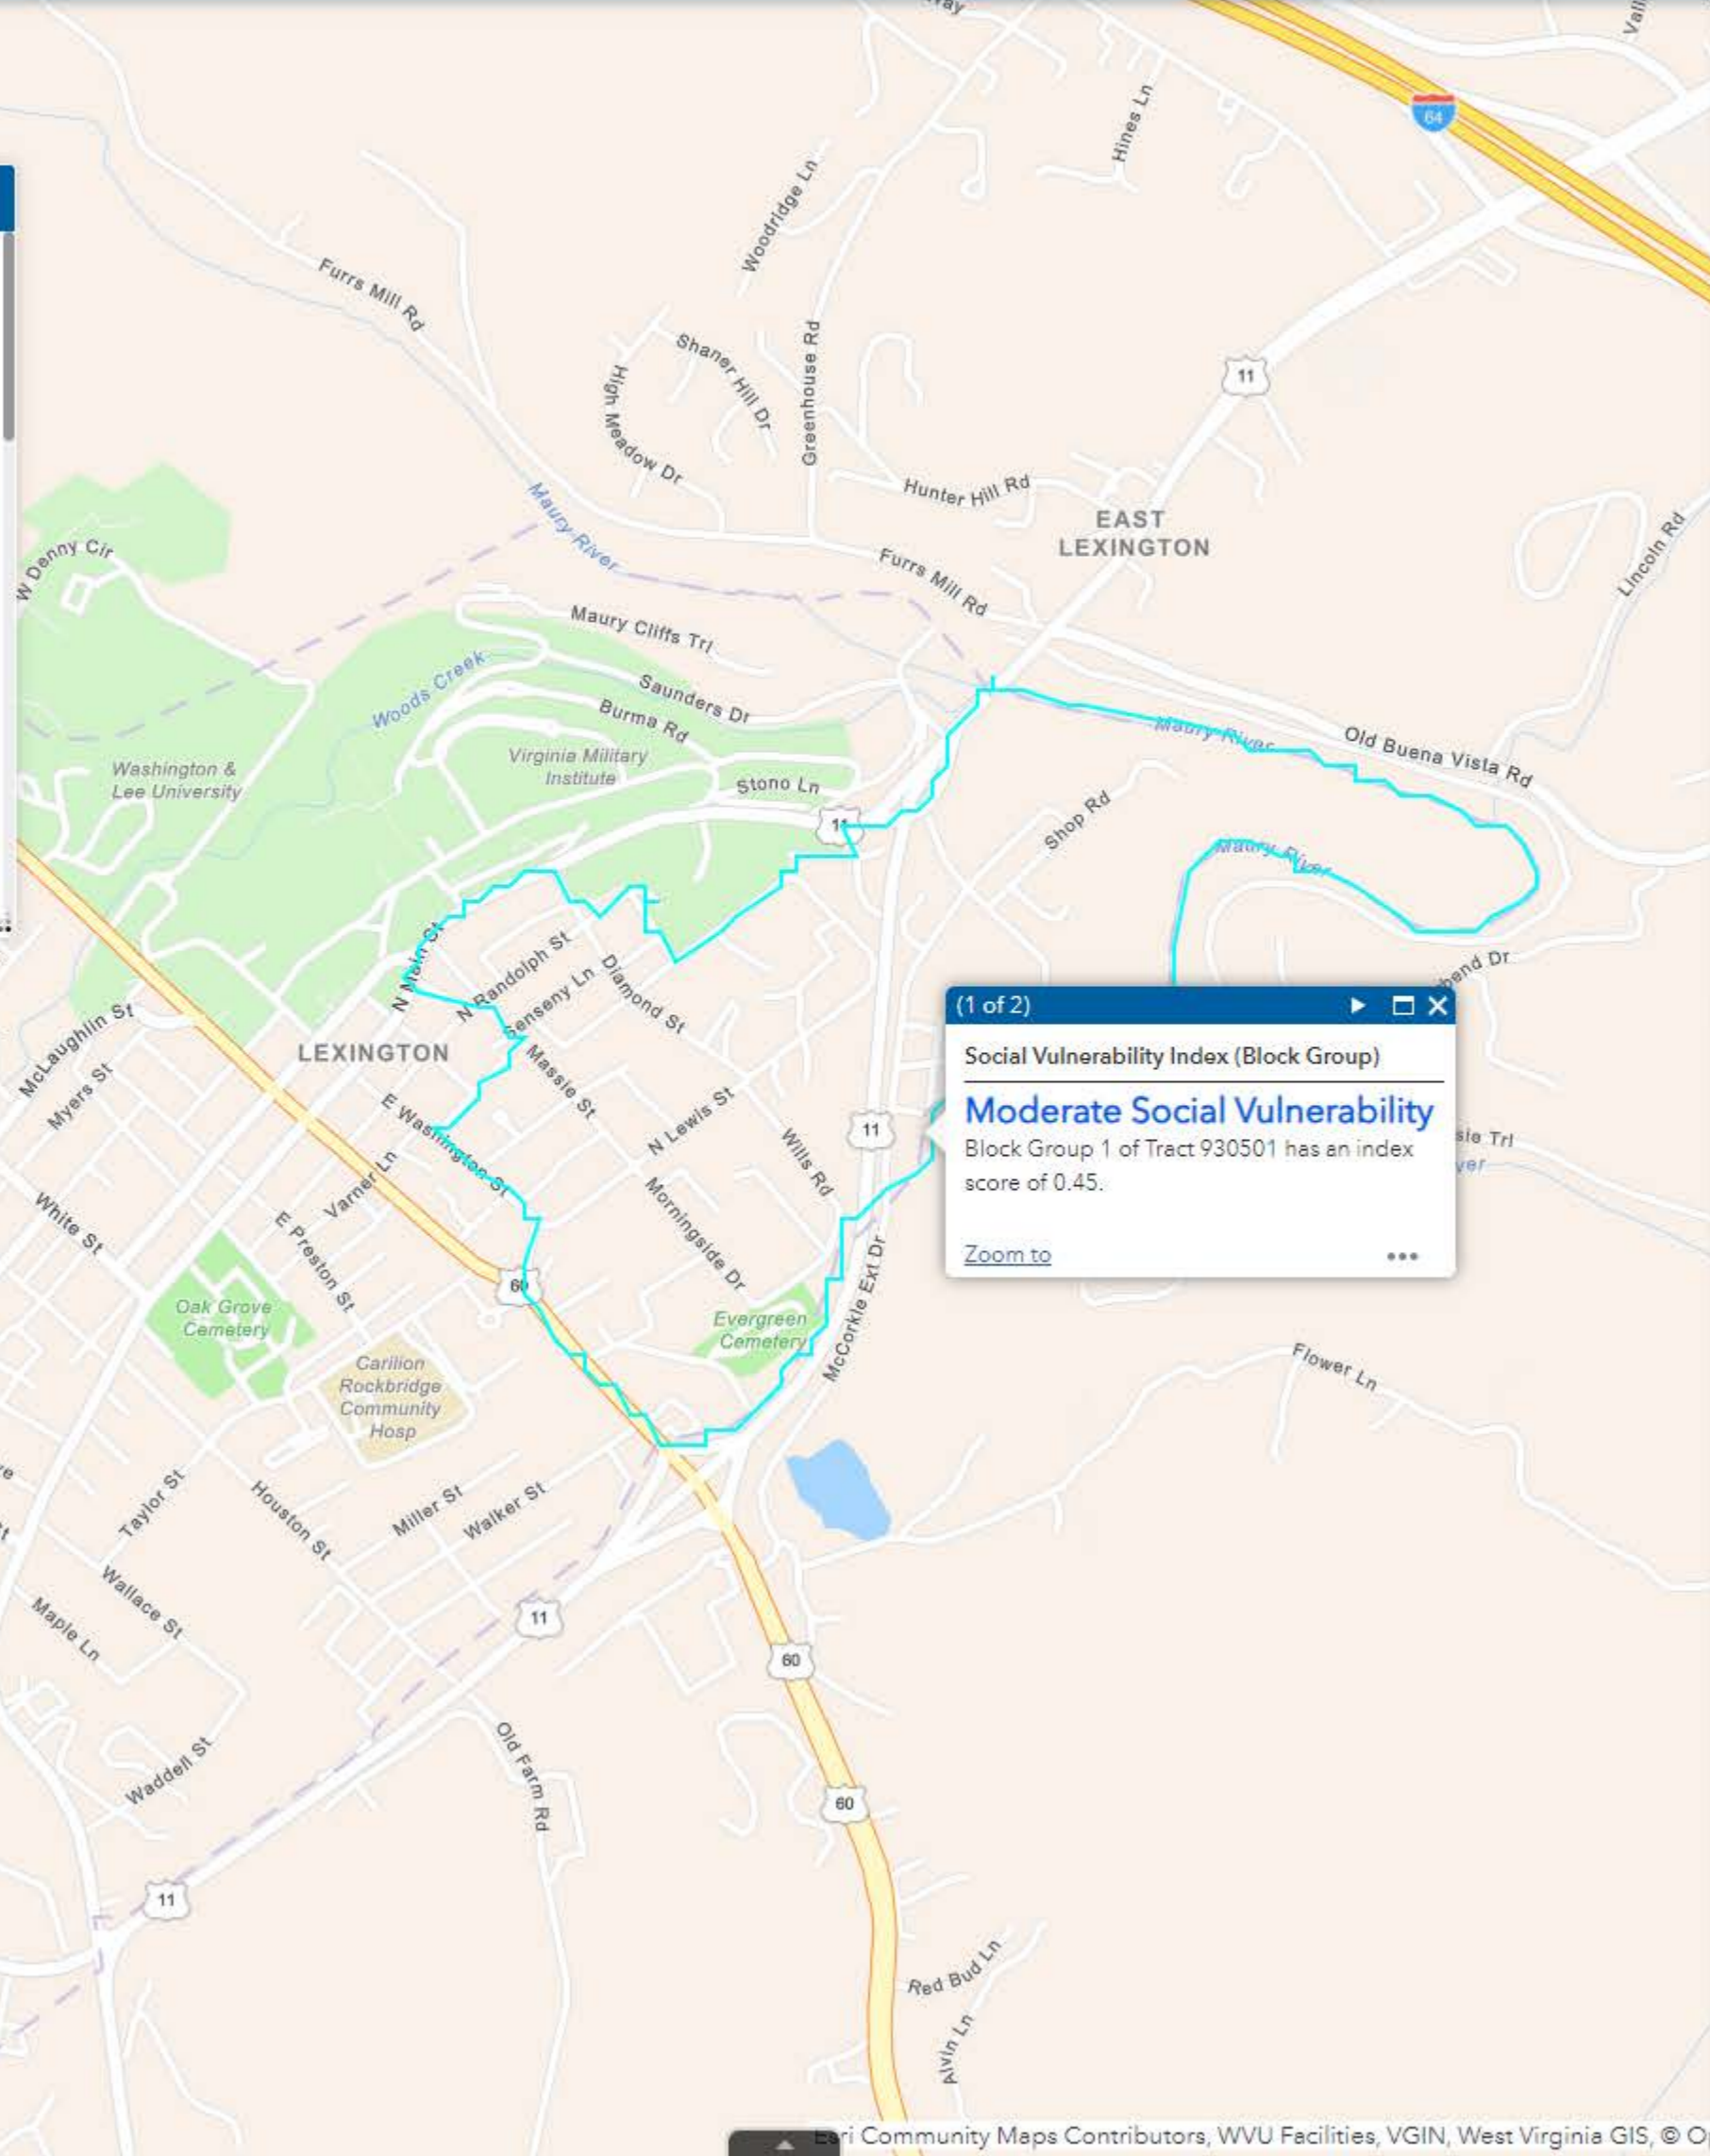 64
Hines Ln
Woodridge Ln
Furrs Mill Rd
Shaner Hill Dr
High Meadow Dr
Greenhouse Rd
11
Hunter Hill Rd
EAST
LEXINGTON
Lincoln Rd
Maury River
W Denny Cir
Furrs Mill Rd
Maury Cliffs Trl
Woods Creek
Saunders Dr
Burma Rd
Maury River
Old Buena Vista Rd
Washington &
Lee University
Virginia Military
Institute
Stono Ln
11
Shop Rd
Maury River
N Main St
N Randolph St
Senseny Ln
Diamond St
bend Dr
(1 of 2)
Social Vulnerability Index (Block Group)
Moderate Social Vulnerability
Block Group 1 of Tract 930501 has an index
score of 0.45.
Zoom to
McLaughlin St
Myers St
LEXINGTON
Massie St
E Washington St
N Lewis St
Wills Rd
11
sie Trl
ver
Varner Ln
White St
E Preston St
Morningside Dr
60
Oak Grove
Cemetery
Evergreen
Cemetery
McCorkle Ext Dr
Carilion
Rockbridge
Community
Hosp
Flower Ln
Taylor St
Houston St
Miller St
Walker St
Wallace St
Maple Ln
11
60
Waddell St
Old Farm Rd
60
11
Red Bud Ln
Alvin Ln
Esri Community Maps Contributors, WVU Facilities, VGIN, West Virginia GIS, © O